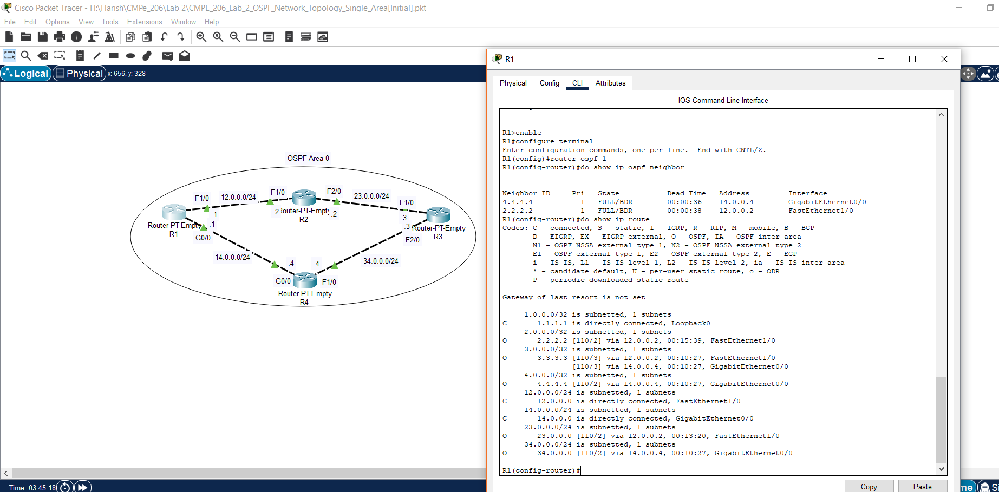 Cisco Packet Tracer - H:\Harish\CMPe_206\Lab 2\CMPE_206_Lab_2_OSPF_Network_Topology_Single_Area[Initial].pkt
File Edit Options View Tools Extensions Window Help
Logical Physical x: 656, y: 328
OSPF Area 0
F1/0 12.0.0.0/24 F1/0 F2/0 23.0.0.0/24 F1/0
.1 .2 .2 .3
Router-PT-Empty
R1
.1
G0/0
Router-PT-Empty
R2
.3 Router-PT-Empty
R3
F2/0
14.0.0.0/24 34.0.0.0/24
.4 .4
G0/0 F1/0
Router-PT-Empty
R4
Time: 03:45:18
R1
Physical Config CLI Attributes
IOS Command Line Interface
R1>enable
R1#configure terminal
Enter configuration commands, one per line.  End with CNTL/Z.
R1(config)#router ospf 1
R1(config-router)#do show ip ospf neighbor
Neighbor ID     Pri   State           Dead Time   Address         Interface
4.4.4.4           1   FULL/BDR        00:00:36    14.0.0.4        GigabitEthernet0/0
2.2.2.2           1   FULL/BDR        00:00:38    12.0.0.2        FastEthernet1/0
R1(config-router)#do show ip route
Codes: C - connected, S - static, I - IGRP, R - RIP, M - mobile, B - BGP
       D - EIGRP, EX - EIGRP external, O - OSPF, IA - OSPF inter area
       N1 - OSPF NSSA external type 1, N2 - OSPF NSSA external type 2
       E1 - OSPF external type 1, E2 - OSPF external type 2, E - EGP
       i - IS-IS, L1 - IS-IS level-1, L2 - IS-IS level-2, ia - IS-IS inter area
       * - candidate default, U - per-user static route, o - ODR
       P - periodic downloaded static route
Gateway of last resort is not set
     1.0.0.0/32 is subnetted, 1 subnets
C       1.1.1.1 is directly connected, Loopback0
     2.0.0.0/32 is subnetted, 1 subnets
O       2.2.2.2 [110/2] via 12.0.0.2, 00:15:39, FastEthernet1/0
     3.0.0.0/32 is subnetted, 1 subnets
O       3.3.3.3 [110/3] via 12.0.0.2, 00:10:27, FastEthernet1/0
                [110/3] via 14.0.0.4, 00:10:27, GigabitEthernet0/0
     4.0.0.0/32 is subnetted, 1 subnets
O       4.4.4.4 [110/2] via 14.0.0.4, 00:10:27, GigabitEthernet0/0
     12.0.0.0/24 is subnetted, 1 subnets
C       12.0.0.0 is directly connected, FastEthernet1/0
     14.0.0.0/24 is subnetted, 1 subnets
C       14.0.0.0 is directly connected, GigabitEthernet0/0
     23.0.0.0/24 is subnetted, 1 subnets
O       23.0.0.0 [110/2] via 12.0.0.2, 00:13:20, FastEthernet1/0
     34.0.0.0/24 is subnetted, 1 subnets
O       34.0.0.0 [110/2] via 14.0.0.4, 00:10:27, GigabitEthernet0/0
R1(config-router)#
Copy Paste